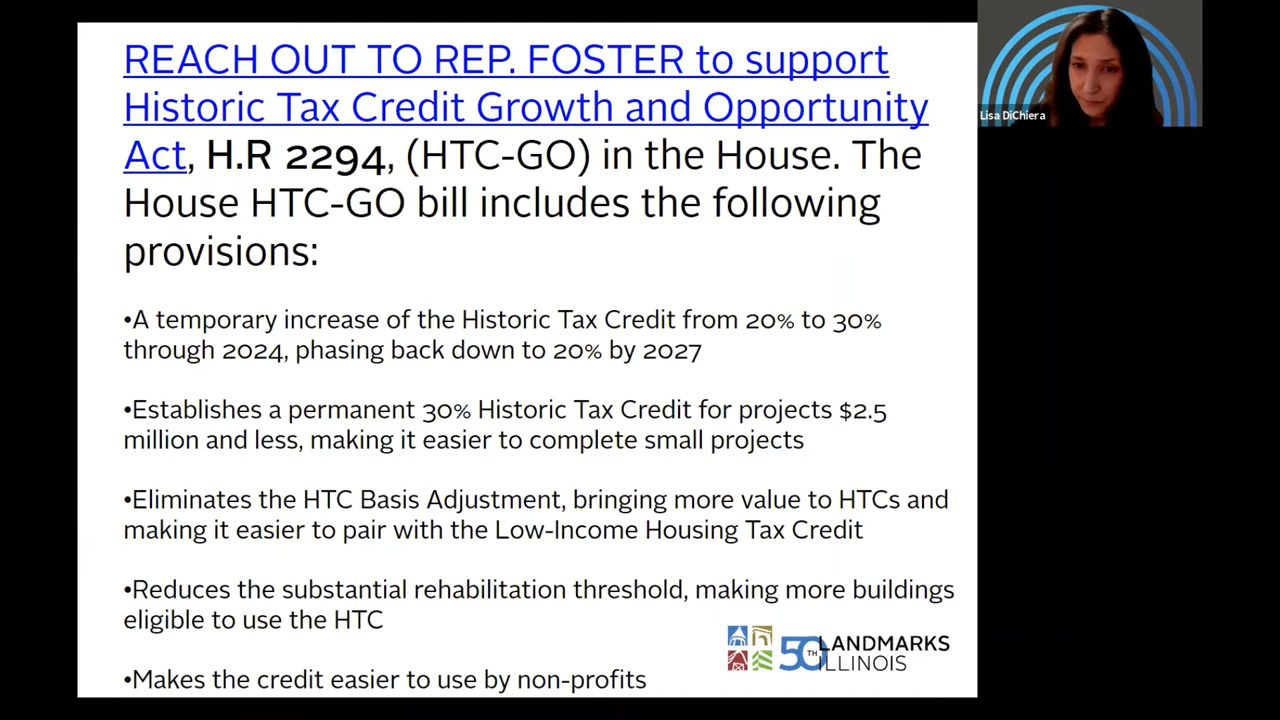 REACH OUT TO REP. FOSTER to support
Historic Tax Credit Growth and Opportunity
Act, H.R 2294, (HTC-GO) in the House. The
House HTC-GO bill includes the following
provisions:
•A temporary increase of the Historic Tax Credit from 20% to 30%
through 2024, phasing back down to 20% by 2027
•Establishes a permanent 30% Historic Tax Credit for projects $2.5
million and less, making it easier to complete small projects
•Eliminates the HTC Basis Adjustment, bringing more value to HTCs and
making it easier to pair with the Low-Income Housing Tax Credit
•Reduces the substantial rehabilitation threshold, making more buildings
eligible to use the HTC
•Makes the credit easier to use by non-profits
50TH LANDMARKS
ILLINOIS
Lisa DiChiera